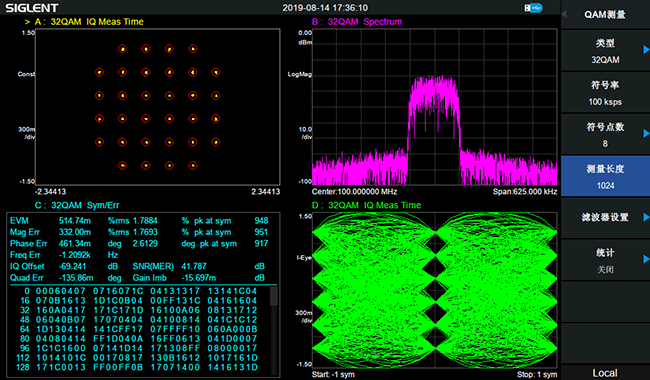 SIGLENT 2019-08-14 17:36:10
> A : 32QAM IQ Meas Time
1.50
Const
300m
/div
-1.50
-2.34413 2.34413
B : 32QAM Spectrum
0.00
dBm
LogMag
10.0
/div
-100
Center:100.000000 MHz Span:625.000 kHz
C : 32QAM Sym/Err
EVM 514.74m %rms 1.7884 % pk at sym 948
Mag Err 332.00m %rms 1.7693 % pk at sym 951
Phase Err 461.34m deg 2.6129 deg pk at sym 917
Freq Err -1.2092k Hz
IQ Offset -69.241 dB SNR(MER) 41.787 dB
Quad Err -135.86m deg Gain Imb -15.697m dB
0 00060407 0716071C 04131317 13141C04
16 070B1613 1D1C0B04 00FF131C 04161604
32 160A0417 171C171D 16100A06 08131712
48 06040B07 17070404 04100814 041C1C12
64 1D130414 141CFF17 07FFFF10 060A000B
80 04080414 FF1D040A 16FF0613 041D0007
96 1C1C1600 07141D14 171308FF 08000017
112 1014101C 00170817 130B1612 1017161D
128 171C0013 FF00FF0B 17071400 1416131D
D : 32QAM IQ Meas Time
1.50
I-Eye
300m
/div
-1.50
Start: -1 sym Stop: 1 sym
QAM测量
类型
32QAM
符号率
100 ksps
符号点数
8
测量长度
1024
滤波器设置
统计
关闭
Local